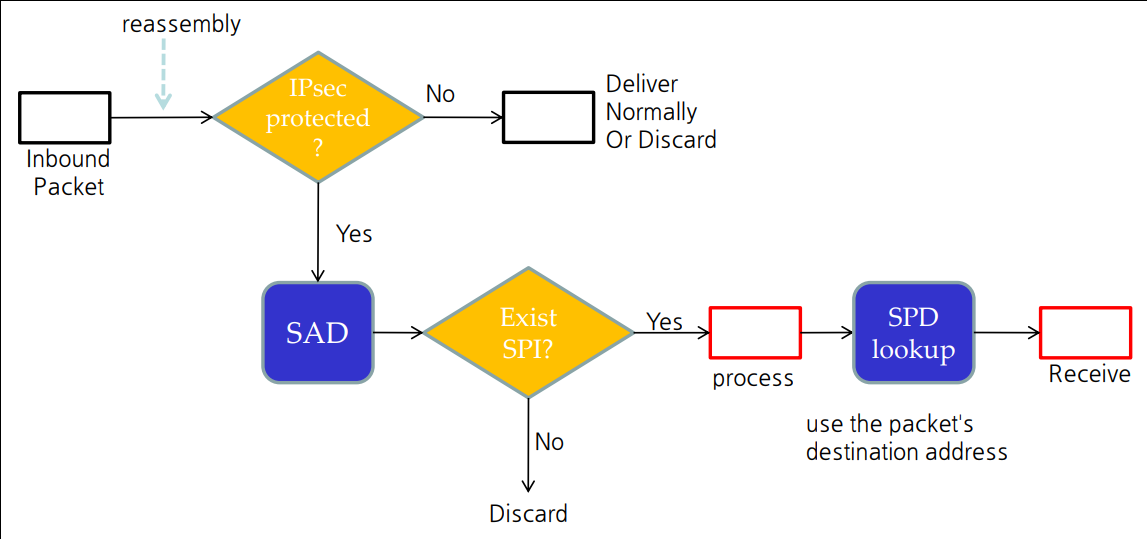 reassembly
IPsec
protected
?
No
Deliver
Normally
Or Discard
Inbound
Packet
Yes
SAD
Exist
SPI?
Yes
process
SPD
lookup
Receive
use the packet's
destination address
No
Discard